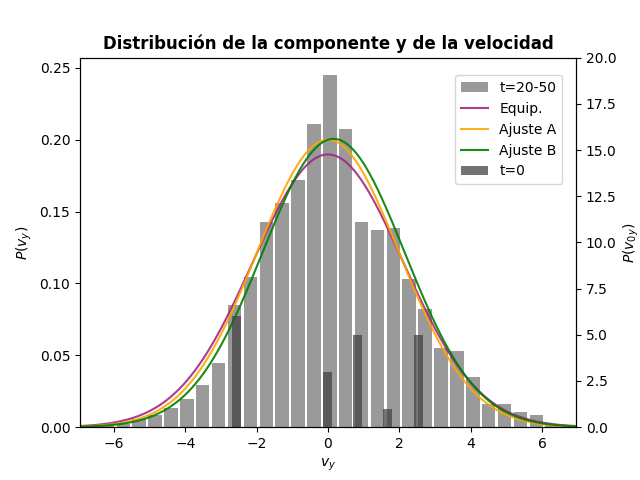 Distribución de la componente y de la velocidad
t=20-50
Equip.
Ajuste A
Ajuste B
t=0
P(v_y)
0.25
0.20
0.15
0.10
0.05
0.00
−6 −4 −2 0 2 4 6
v_y
20.0
17.5
15.0
12.5
10.0
7.5
5.0
2.5
0.0
P(v_{0y})